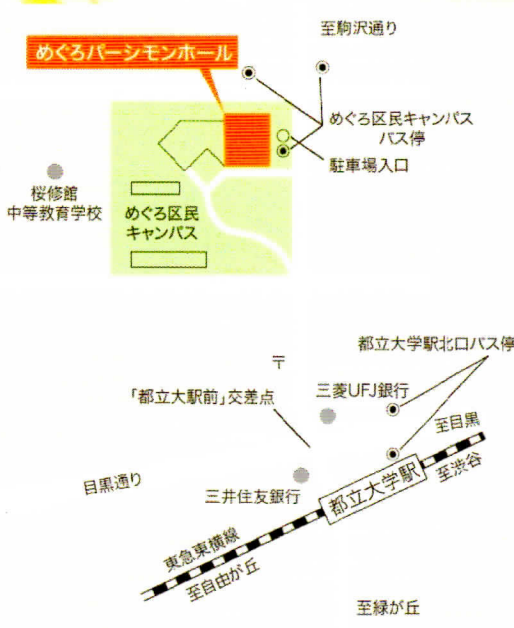 至駒沢通り
めぐろパーシモンホール
めぐろ区民キャンパス
バス停
駐車場入口
桜修館
中等教育学校
めぐろ区民
キャンパス
都立大学駅北口バス停
〒
三菱UFJ銀行
「都立大駅前」交差点
至目黒
目黒通り
三井住友銀行
都立大学駅
至渋谷
東急東横線
至自由が丘
至緑が丘